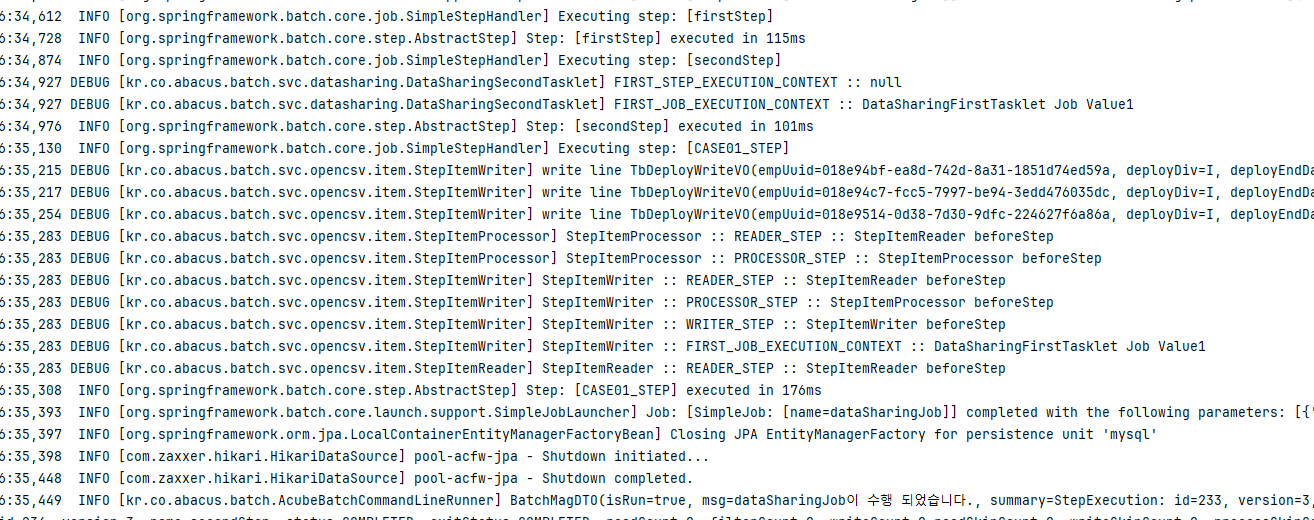 6:34,612  INFO [org.springframework.batch.core.job.SimpleStepHandler] Executing step: [firstStep]
6:34,728  INFO [org.springframework.batch.core.step.AbstractStep] Step: [firstStep] executed in 115ms
6:34,874  INFO [org.springframework.batch.core.job.SimpleStepHandler] Executing step: [secondStep]
6:34,927 DEBUG [kr.co.abacus.batch.svc.datasharing.DataSharingSecondTasklet] FIRST_STEP_EXECUTION_CONTEXT :: null
6:34,927 DEBUG [kr.co.abacus.batch.svc.datasharing.DataSharingSecondTasklet] FIRST_JOB_EXECUTION_CONTEXT :: DataSharingFirstTasklet Job Value1
6:34,976  INFO [org.springframework.batch.core.step.AbstractStep] Step: [secondStep] executed in 101ms
6:35,130  INFO [org.springframework.batch.core.job.SimpleStepHandler] Executing step: [CASE01_STEP]
6:35,215 DEBUG [kr.co.abacus.batch.svc.opencsv.item.StepItemWriter] write line TbDeployWriteVO(empUuid=018e94bf-ea8d-742d-8a31-1851d74ed59a, deployDiv=I, deployEndDa
6:35,217 DEBUG [kr.co.abacus.batch.svc.opencsv.item.StepItemWriter] write line TbDeployWriteVO(empUuid=018e94c7-fcc5-7997-be94-3edd476035dc, deployDiv=I, deployEndDa
6:35,254 DEBUG [kr.co.abacus.batch.svc.opencsv.item.StepItemWriter] write line TbDeployWriteVO(empUuid=018e9514-0d38-7d30-9dfc-224627f6a86a, deployDiv=I, deployEndDa
6:35,283 DEBUG [kr.co.abacus.batch.svc.opencsv.item.StepItemProcessor] StepItemProcessor :: READER_STEP :: StepItemReader beforeStep
6:35,283 DEBUG [kr.co.abacus.batch.svc.opencsv.item.StepItemProcessor] StepItemProcessor :: PROCESSOR_STEP :: StepItemProcessor beforeStep
6:35,283 DEBUG [kr.co.abacus.batch.svc.opencsv.item.StepItemWriter] StepItemWriter :: READER_STEP :: StepItemReader beforeStep
6:35,283 DEBUG [kr.co.abacus.batch.svc.opencsv.item.StepItemWriter] StepItemWriter :: PROCESSOR_STEP :: StepItemProcessor beforeStep
6:35,283 DEBUG [kr.co.abacus.batch.svc.opencsv.item.StepItemWriter] StepItemWriter :: WRITER_STEP :: StepItemWriter beforeStep
6:35,283 DEBUG [kr.co.abacus.batch.svc.opencsv.item.StepItemWriter] StepItemWriter :: FIRST_JOB_EXECUTION_CONTEXT :: DataSharingFirstTasklet Job Value1
6:35,283 DEBUG [kr.co.abacus.batch.svc.opencsv.item.StepItemReader] StepItemWriter :: READER_STEP :: StepItemReader beforeStep
6:35,308  INFO [org.springframework.batch.core.step.AbstractStep] Step: [CASE01_STEP] executed in 176ms
6:35,393  INFO [org.springframework.batch.core.launch.support.SimpleJobLauncher] Job: [SimpleJob: [name=dataSharingJob]] completed with the following parameters: [{'
6:35,397  INFO [org.springframework.orm.jpa.LocalContainerEntityManagerFactoryBean] Closing JPA EntityManagerFactory for persistence unit 'mysql'
6:35,398  INFO [com.zaxxer.hikari.HikariDataSource] pool-acfw-jpa - Shutdown initiated...
6:35,448  INFO [com.zaxxer.hikari.HikariDataSource] pool-acfw-jpa - Shutdown completed.
6:35,449  INFO [kr.co.abacus.batch.AcubeBatchCommandLineRunner] BatchMagDTO(isRun=true, msg=dataSharingJob이 수행 되었습니다., summary=StepExecution: id=233, version=3,